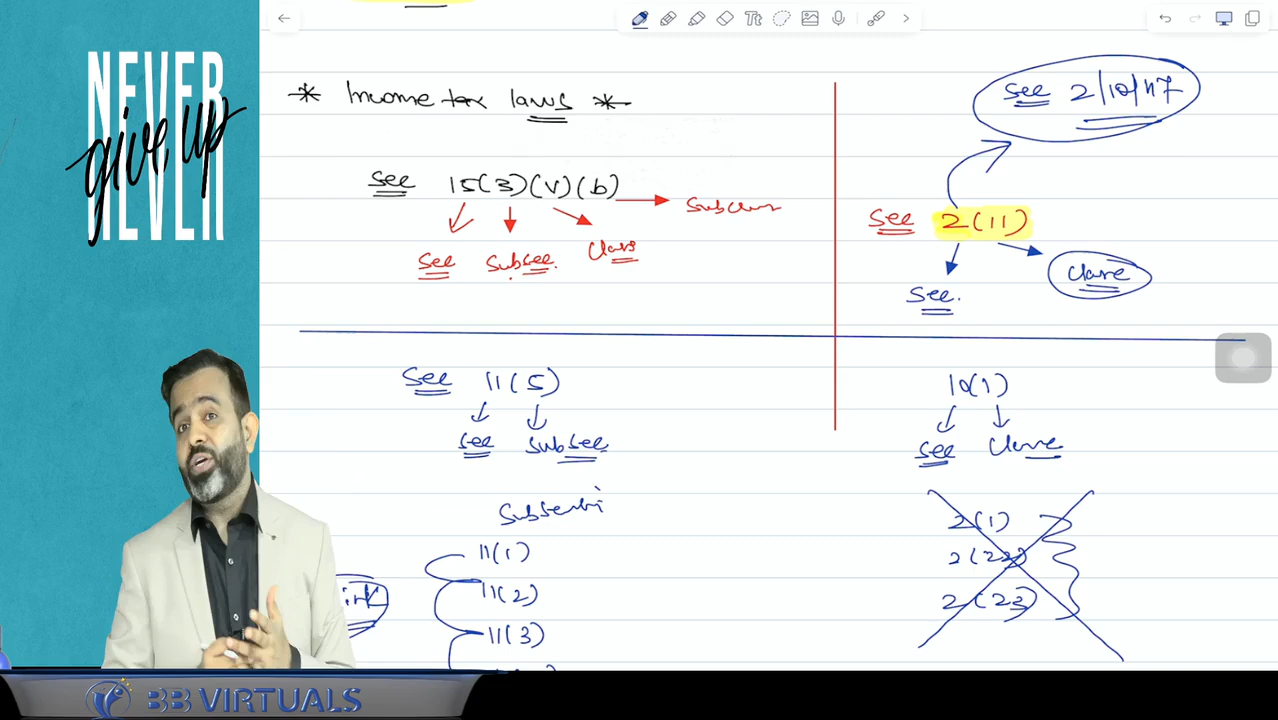 NEVER
give up
NEVER
* Income tax laws *
Sec 15(3)(v)(b)
Subclause
Sec Subsec. Clause
Sec 2/10/47
Sec 2(11)
Clause
Sec.
Sec 11(5)
Sec Subsec
11(1)
11(2)
11(3)
10(1)
Sec Clause
2(1)
2(22)
2(23)
BB VIRTUALS